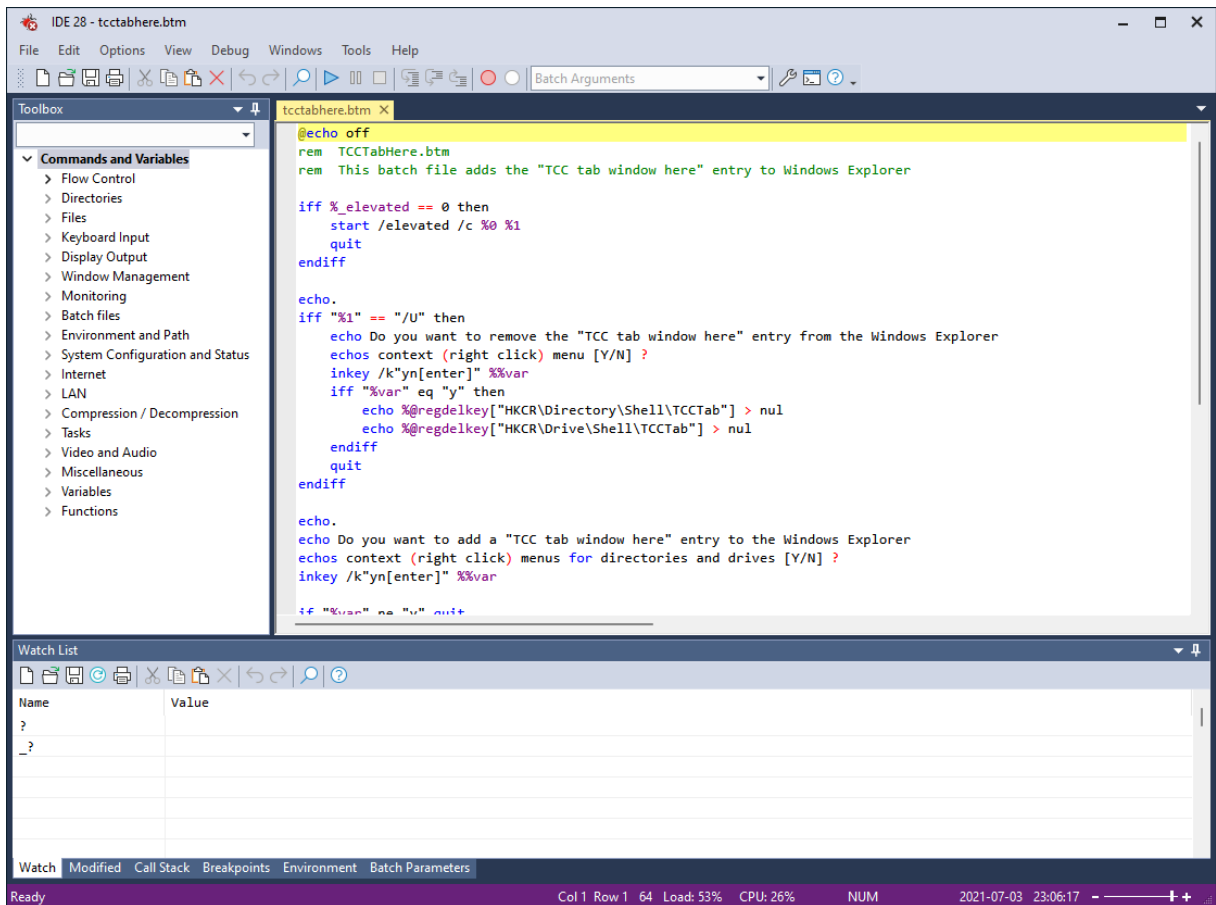 IDE 28 - tcctabhere.btm
File Edit Options View Debug Windows Tools Help
Batch Arguments
Toolbox
tcctabhere.btm
Commands and Variables
Flow Control
Directories
Files
Keyboard Input
Display Output
Window Management
Monitoring
Batch files
Environment and Path
System Configuration and Status
Internet
LAN
Compression / Decompression
Tasks
Video and Audio
Miscellaneous
Variables
Functions
@echo off
rem  TCCTabHere.btm
rem  This batch file adds the "TCC tab window here" entry to Windows Explorer
iff %_elevated == 0 then
    start /elevated /c %0 %1
    quit
endiff
echo.
iff "%1" == "/U" then
    echo Do you want to remove the "TCC tab window here" entry from the Windows Explorer
    echos context (right click) menu [Y/N] ?
    inkey /k"yn[enter]" %%var
    iff "%var" eq "y" then
        echo %@regdelkey["HKCR\Directory\Shell\TCCTab"] > nul
        echo %@regdelkey["HKCR\Drive\Shell\TCCTab"] > nul
    endiff
    quit
endiff
echo.
echo Do you want to add a "TCC tab window here" entry to the Windows Explorer
echos context (right click) menus for directories and drives [Y/N] ?
inkey /k"yn[enter]" %%var
if "%var" ne "y" quit
Watch List
Name Value
?
_?
Watch Modified Call Stack Breakpoints Environment Batch Parameters
Ready Col 1 Row 1 64 Load: 53% CPU: 26% NUM 2021-07-03 23:06:17